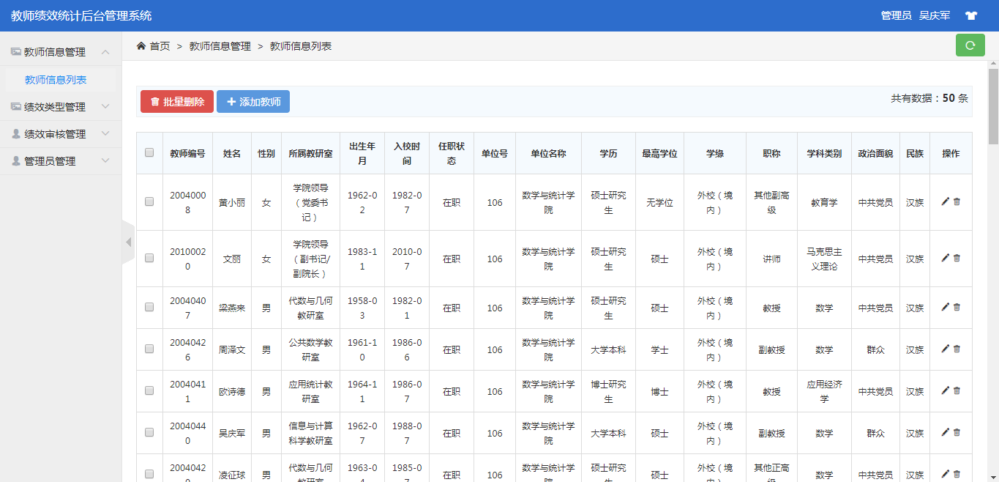 教师绩效统计后台管理系统
管理员 吴庆军
教师信息管理
教师信息列表
绩效类型管理
绩效审核管理
管理员管理
首页 > 教师信息管理 > 教师信息列表
批量删除 添加教师 共有数据：50 条
教师编号 姓名 性别 所属教研室 出生年月 入校时间 任职状态 单位号 单位名称 学历 最高学位 学缘 职称 学科类别 政治面貌 民族 操作
20040008 黄小丽 女 学院领导（党委书记） 1962-02 1982-07 在职 106 数学与统计学院 硕士研究生 无学位 外校（境内） 其他副高级 教育学 中共党员 汉族
20100020 文丽 女 学院领导（副书记/副院长） 1983-11 2010-07 在职 106 数学与统计学院 硕士研究生 硕士 外校（境内） 讲师 马克思主义理论 中共党员 汉族
20040407 梁燕来 男 代数与几何教研室 1958-03 1982-01 在职 106 数学与统计学院 硕士研究生 硕士 外校（境内） 教授 数学 中共党员 汉族
20040426 周泽文 男 公共数学教研室 1961-10 1986-06 在职 106 数学与统计学院 大学本科 学士 外校（境内） 副教授 数学 群众 汉族
20040411 欧诗德 男 应用统计教研室 1964-11 1986-07 在职 106 数学与统计学院 博士研究生 博士 外校（境内） 教授 应用经济学 中共党员 汉族
20040440 吴庆军 男 信息与计算科学教研室 1962-07 1988-07 在职 106 数学与统计学院 大学本科 硕士 外校（境内） 副教授 数学 群众 汉族
2004042 凌征球 男 代数与几何 1963-0 1985-0 在职 106 数学与统计学院 硕士研究生 硕士 外校（境内） 其他正高 数学 中共党员 汉族